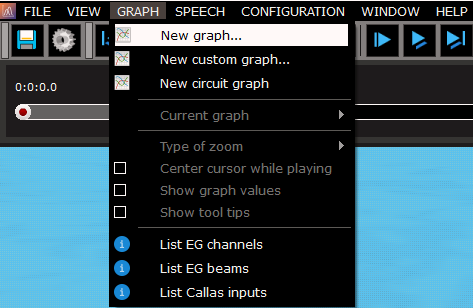 FILE VIEW GRAPH SPEECH CONFIGURATION WINDOW HELP
New graph...
New custom graph...
New circuit graph
0:0:0.0
Current graph
Type of zoom
Center cursor while playing
Show graph values
Show tool tips
List EG channels
List EG beams
List Callas inputs